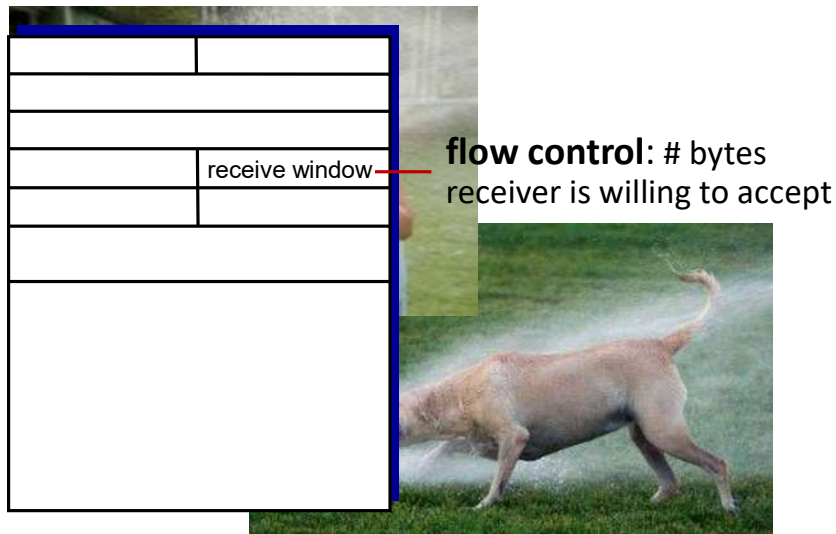 receive window
flow control: # bytes
receiver is willing to accept